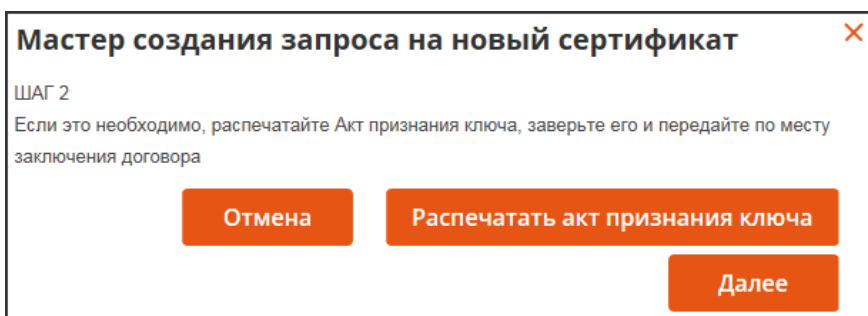 Мастер создания запроса на новый сертификат
ШАГ 2
Если это необходимо, распечатайте Акт признания ключа, заверьте его и передайте по месту
заключения договора
Отмена
Распечатать акт признания ключа
Далее